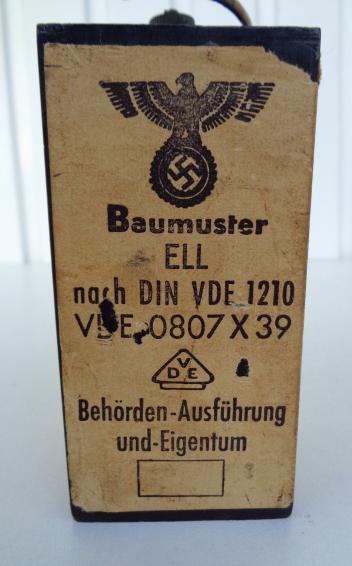 Baumuster
ELL
nach DIN VDE 1210
VDE 0807 X 39
VDE
Behörden-Ausführung
und-Eigentum